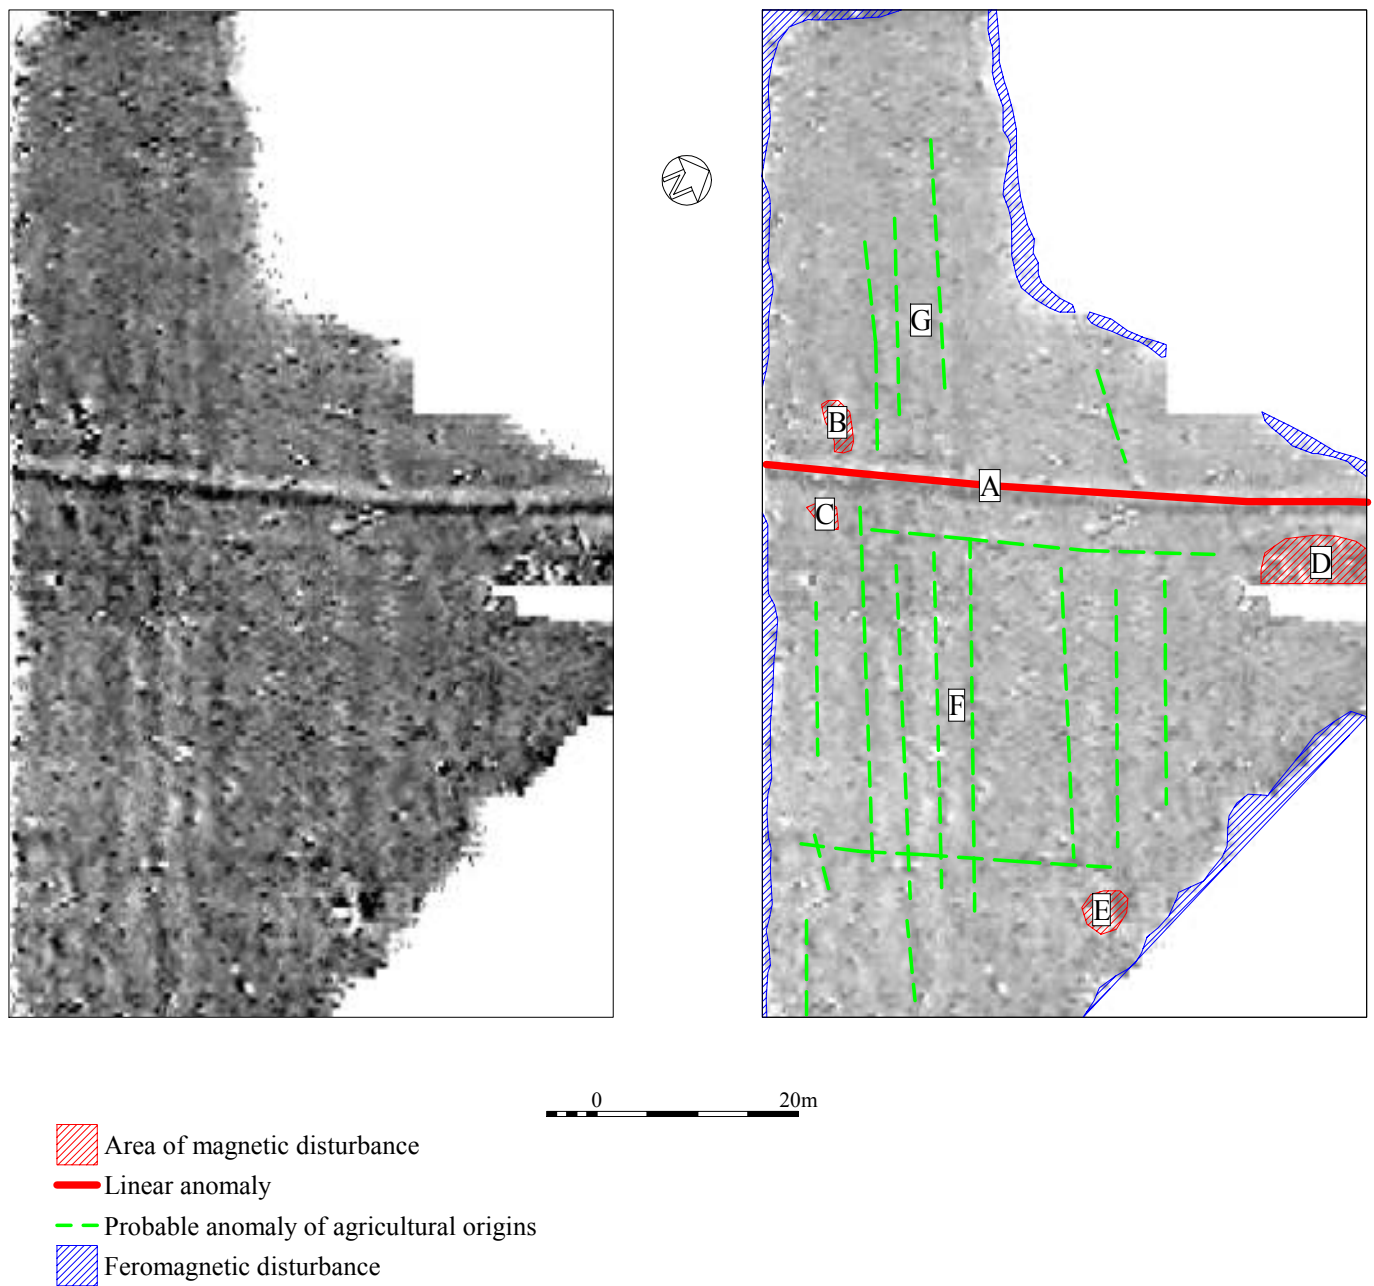 N
G
B
A
C
D
F
E
0 20m
Area of magnetic disturbance
Linear anomaly
Probable anomaly of agricultural origins
Feromagnetic disturbance